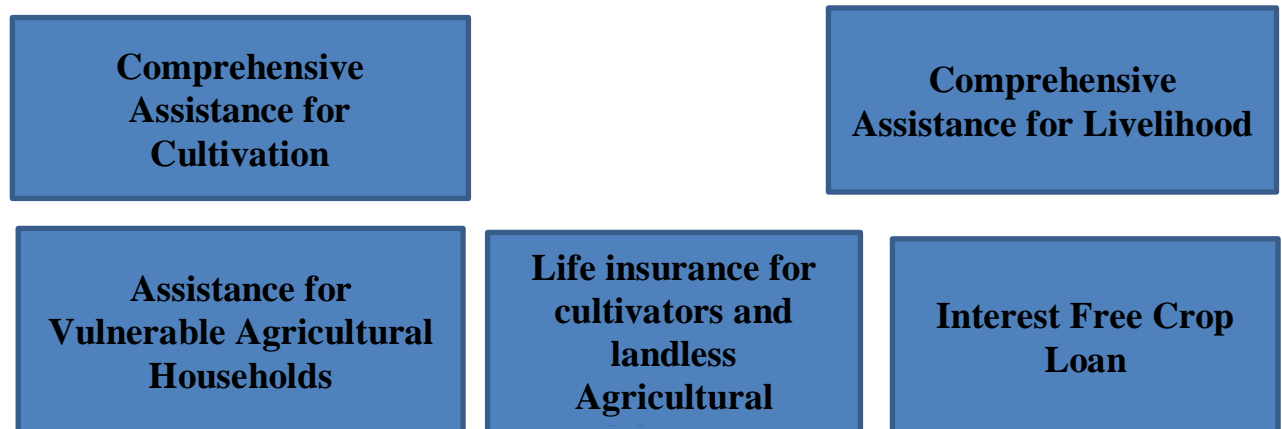 Comprehensive
Assistance for
Cultivation
Comprehensive
Assistance for Livelihood
Assistance for
Vulnerable Agricultural
Households
Life insurance for
cultivators and
landless
Agricultural
Interest Free Crop
Loan